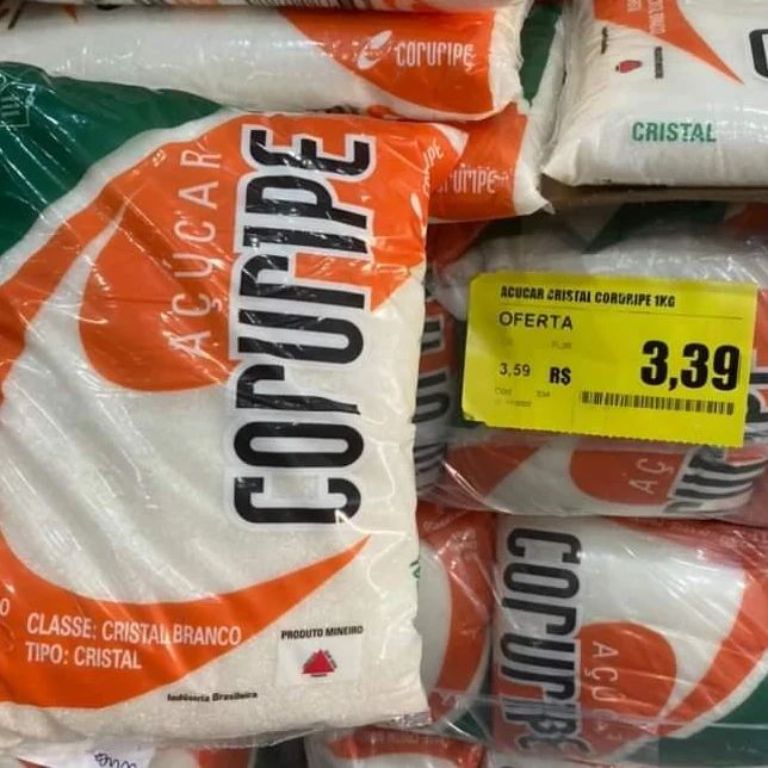 CORURIPE
CRISTAL
AÇUCAR
CORURIPE
CLASSE: CRISTAL BRANCO
TIPO: CRISTAL
PRODUTO MINEIRO
Indústria Brasileira
ACUCAR CRISTAL CORURIPE 1KG
OFERTA
3,59 R$ 3,39
AÇÚ
CORURIPE